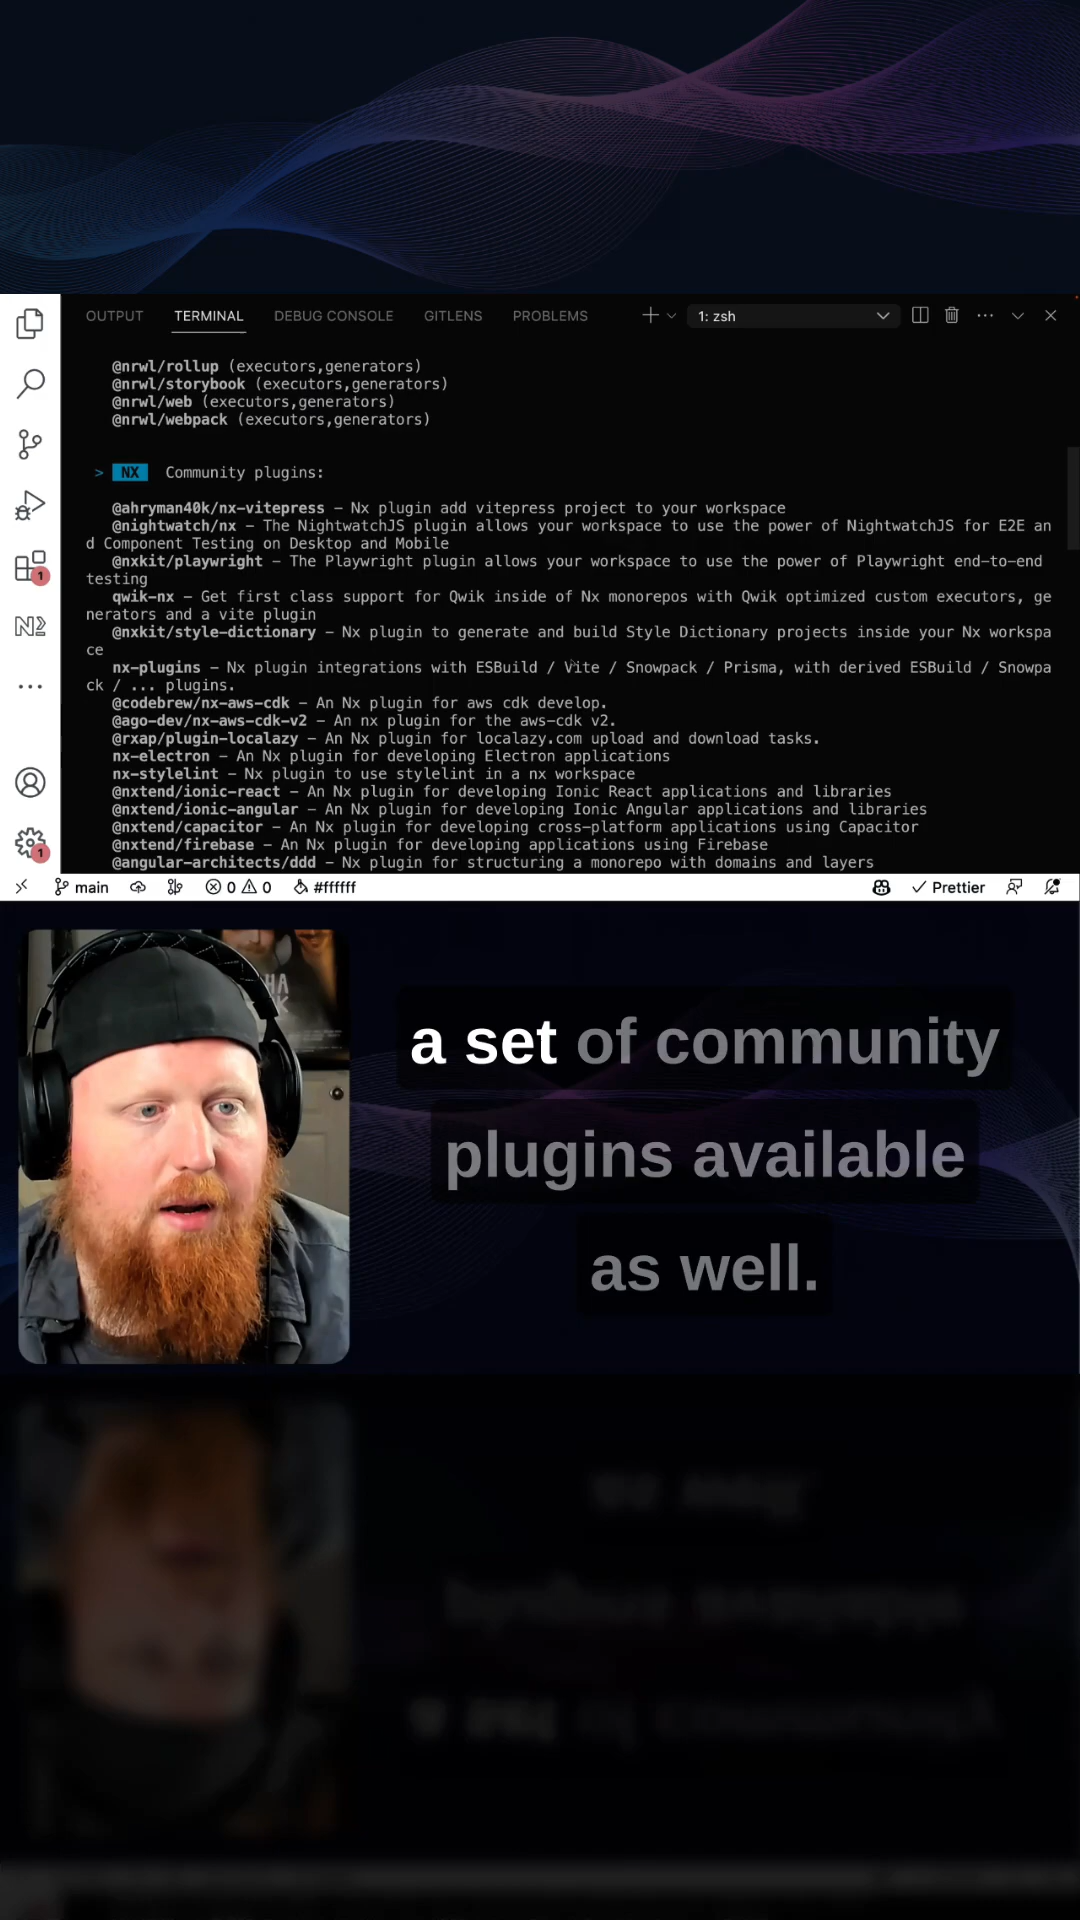 OUTPUT TERMINAL DEBUG CONSOLE GITLENS PROBLEMS 1: zsh
@nrwl/rollup (executors,generators)
@nrwl/storybook (executors,generators)
@nrwl/web (executors,generators)
@nrwl/webpack (executors,generators)
> NX Community plugins:
@ahryman40k/nx-vitepress – Nx plugin add vitepress project to your workspace
@nightwatch/nx – The NightwatchJS plugin allows your workspace to use the power of NightwatchJS for E2E an
d Component Testing on Desktop and Mobile
@nxkit/playwright – The Playwright plugin allows your workspace to use the power of Playwright end-to-end
testing
qwik-nx – Get first class support for Qwik inside of Nx monorepos with Qwik optimized custom executors, ge
nerators and a vite plugin
@nxkit/style-dictionary – Nx plugin to generate and build Style Dictionary projects inside your Nx workspa
ce
nx-plugins – Nx plugin integrations with ESBuild / Vite / Snowpack / Prisma, with derived ESBuild / Snowpa
ck / ... plugins.
@codebrew/nx-aws-cdk – An Nx plugin for aws cdk develop.
@ago-dev/nx-aws-cdk-v2 – An nx plugin for the aws-cdk v2.
@rxap/plugin-localazy – An Nx plugin for localazy.com upload and download tasks.
nx-electron – An Nx plugin for developing Electron applications
nx-stylelint – Nx plugin to use stylelint in a nx workspace
@nxtend/ionic-react – An Nx plugin for developing Ionic React applications and libraries
@nxtend/ionic-angular – An Nx plugin for developing Ionic Angular applications and libraries
@nxtend/capacitor – An Nx plugin for developing cross-platform applications using Capacitor
@nxtend/firebase – An Nx plugin for developing applications using Firebase
@angular-architects/ddd – Nx plugin for structuring a monorepo with domains and layers
1
1
main 0 0 #ffffff Prettier
a set of community
plugins available
as well.